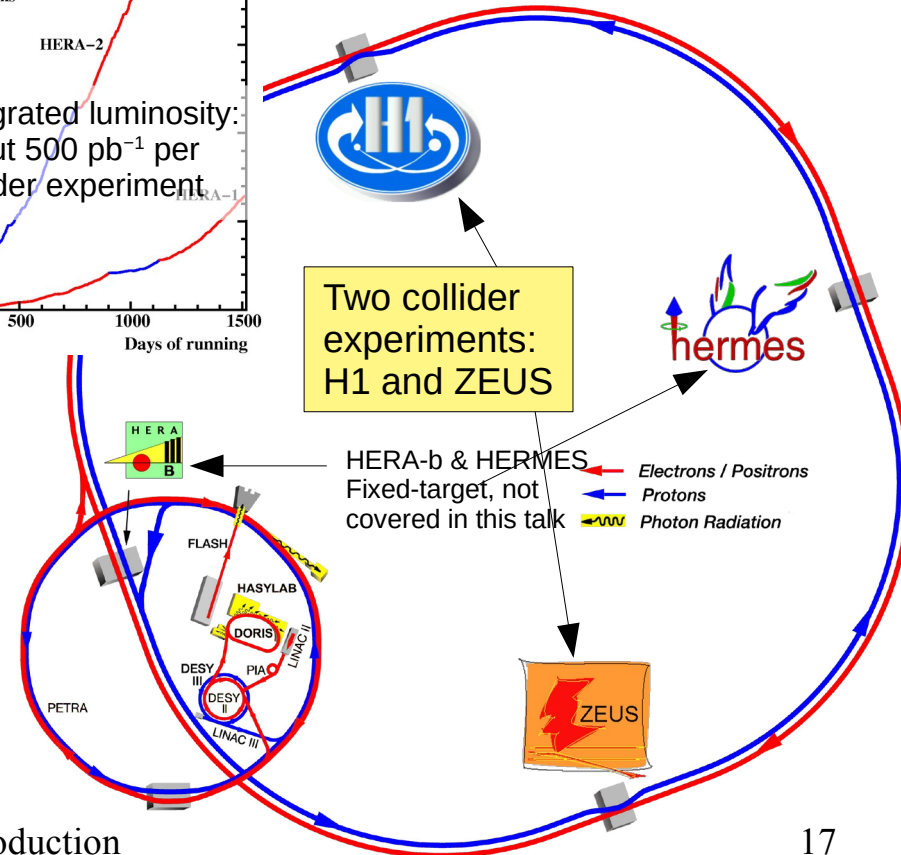 HERA−2
grated luminosity:
ut 500 pb⁻¹ per
der experiment
HERA−1
500 1000 1500
Days of running
H1
Two collider
experiments:
H1 and ZEUS
hermes
HERA
B
HERA-b & HERMES
Fixed-target, not
covered in this talk
Electrons / Positrons
Protons
Photon Radiation
FLASH
HASYLAB
DORIS
LINAC II
PIA
DESY
III
DESY
II
LINAC III
PETRA
ZEUS
oduction
17